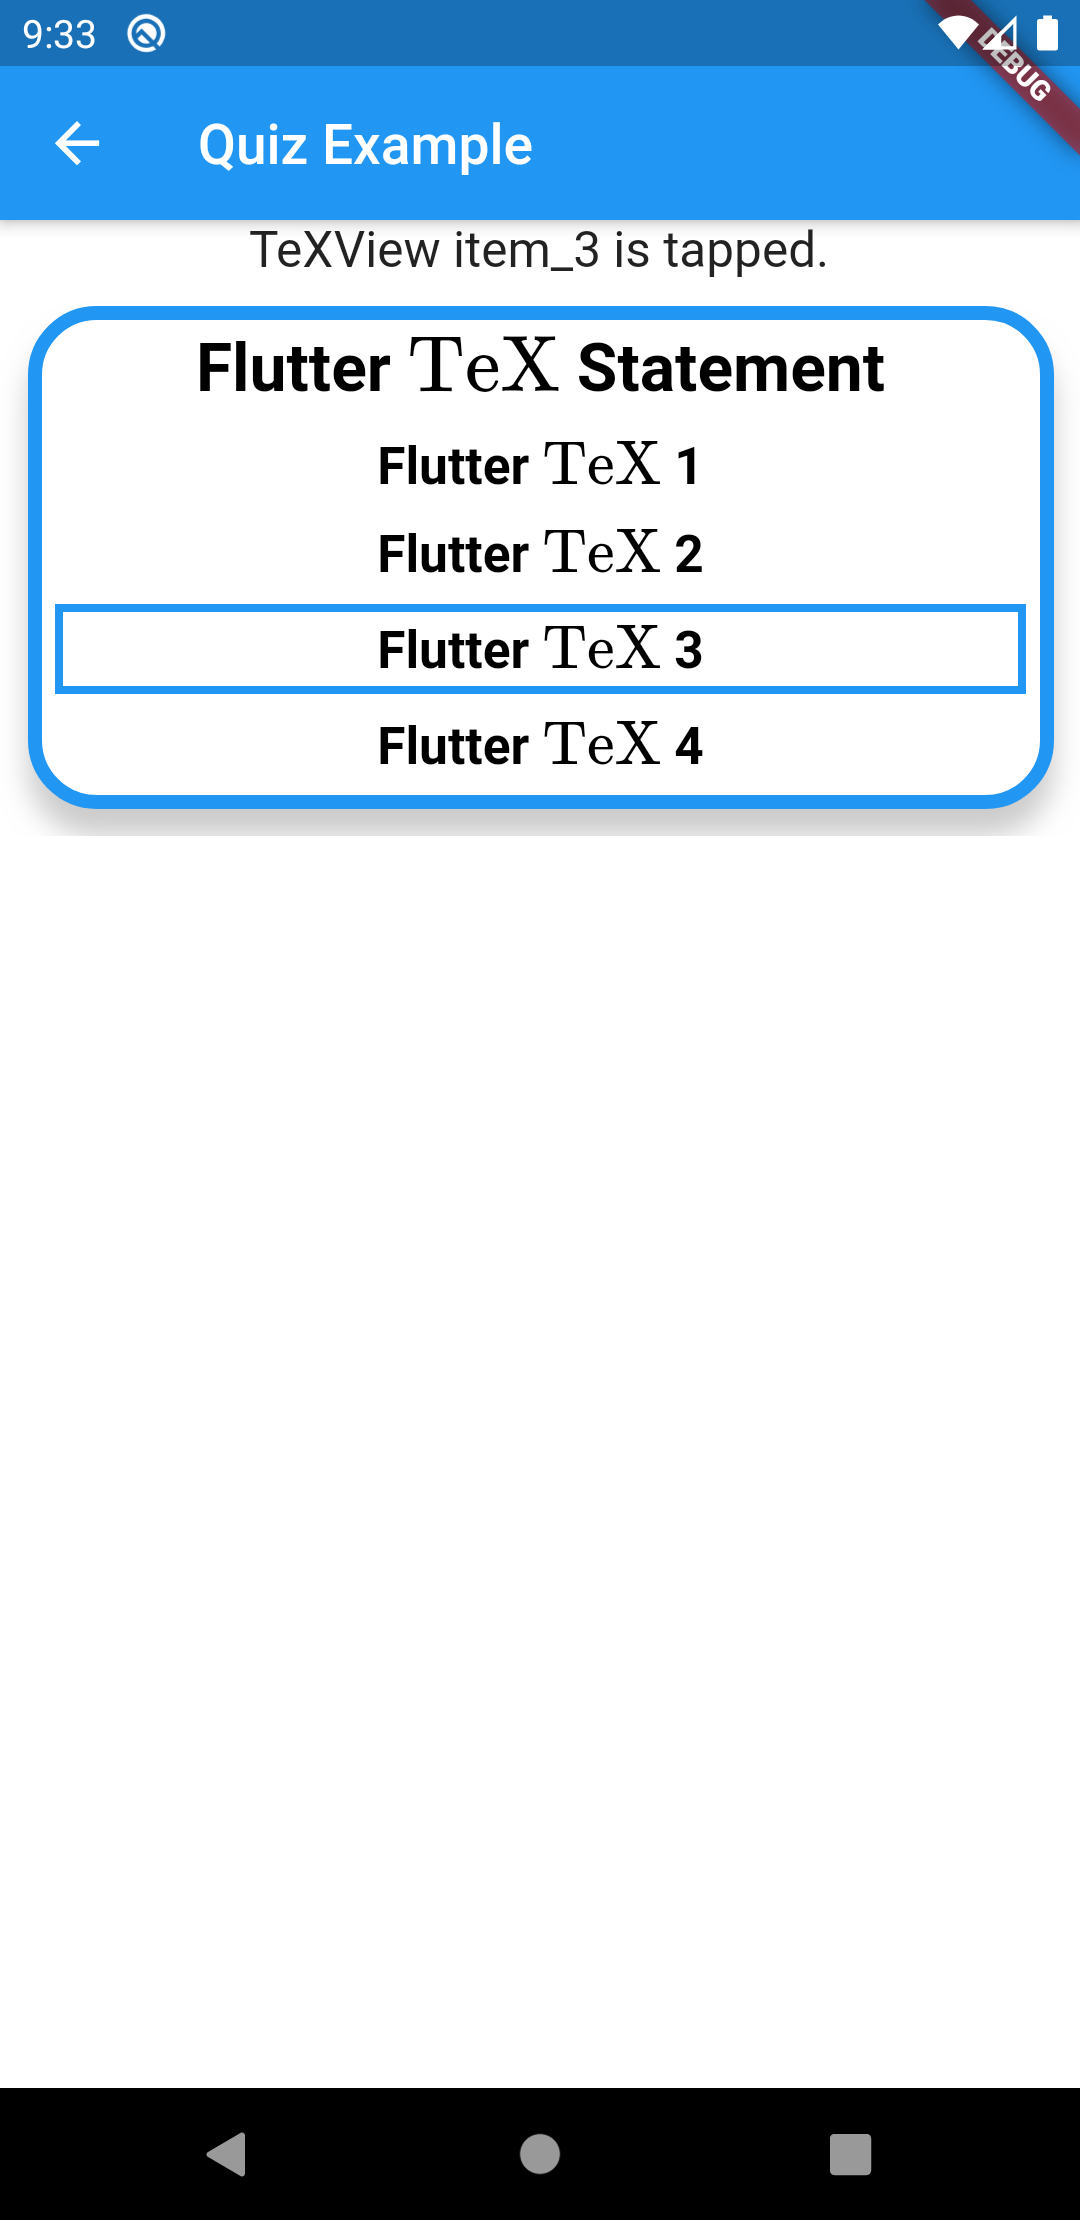 9:33
DEBUG
Quiz Example
TeXView item_3 is tapped.
Flutter TeX Statement
Flutter TeX 1
Flutter TeX 2
Flutter TeX 3
Flutter TeX 4